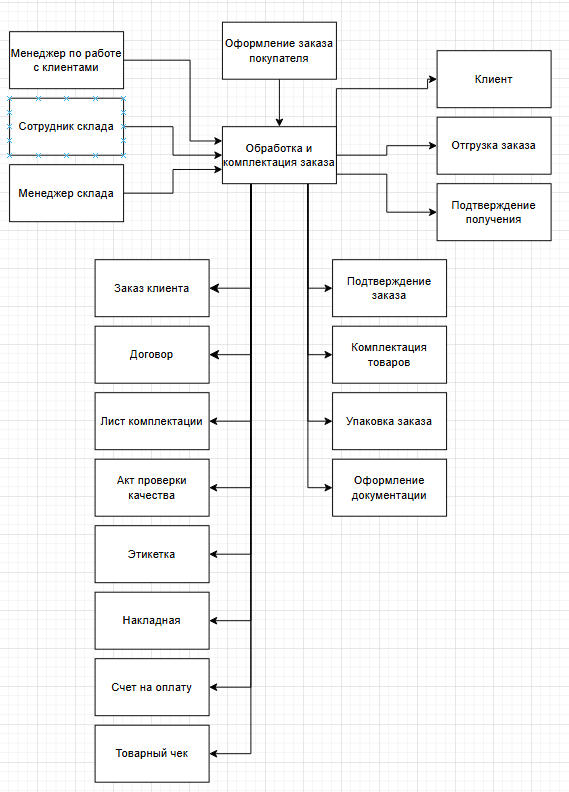 Менеджер по работе
с клиентами
Оформление заказа
покупателя
Клиент
Сотрудник склада
Обработка и
комплектация заказа
Отгрузка заказа
Менеджер склада
Подтверждение
получения
Заказ клиента
Подтверждение
заказа
Договор
Комплектация
товаров
Лист комплектации
Упаковка заказа
Акт проверки
качества
Оформление
документации
Этикетка
Накладная
Счет на оплату
Товарный чек